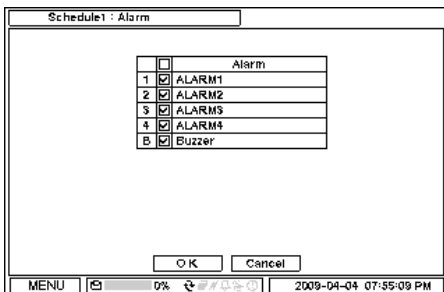 Schedule1 : Alarm
Alarm
1 ALARM1
2 ALARM2
3 ALARM3
4 ALARM4
B Buzzer
OK Cancel
MENU 0% 2009-04-04 07:55:09 PM